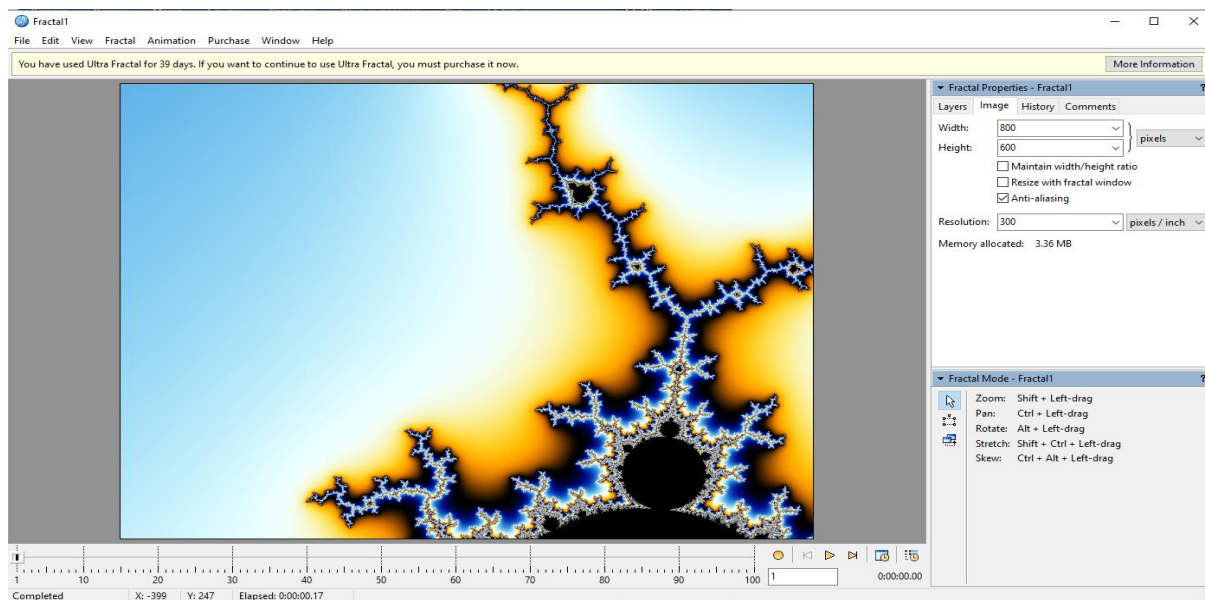 Fractal1
File Edit View Fractal Animation Purchase Window Help
You have used Ultra Fractal for 39 days. If you want to continue to use Ultra Fractal, you must purchase it now. More Information
Fractal Properties - Fractal1 ?
Layers Image History Comments
Width: 800 pixels
Height: 600
Maintain width/height ratio
Resize with fractal window
Anti-aliasing
Resolution: 300 pixels / inch
Memory allocated: 3.36 MB
Fractal Mode - Fractal1 ?
Zoom: Shift + Left-drag
Pan: Ctrl + Left-drag
Rotate: Alt + Left-drag
Stretch: Shift + Ctrl + Left-drag
Skew: Ctrl + Alt + Left-drag
1 10 20 30 40 50 60 70 80 90 100 1 0:00:00.00
Completed X: -399 Y: 247 Elapsed: 0:00:00.17